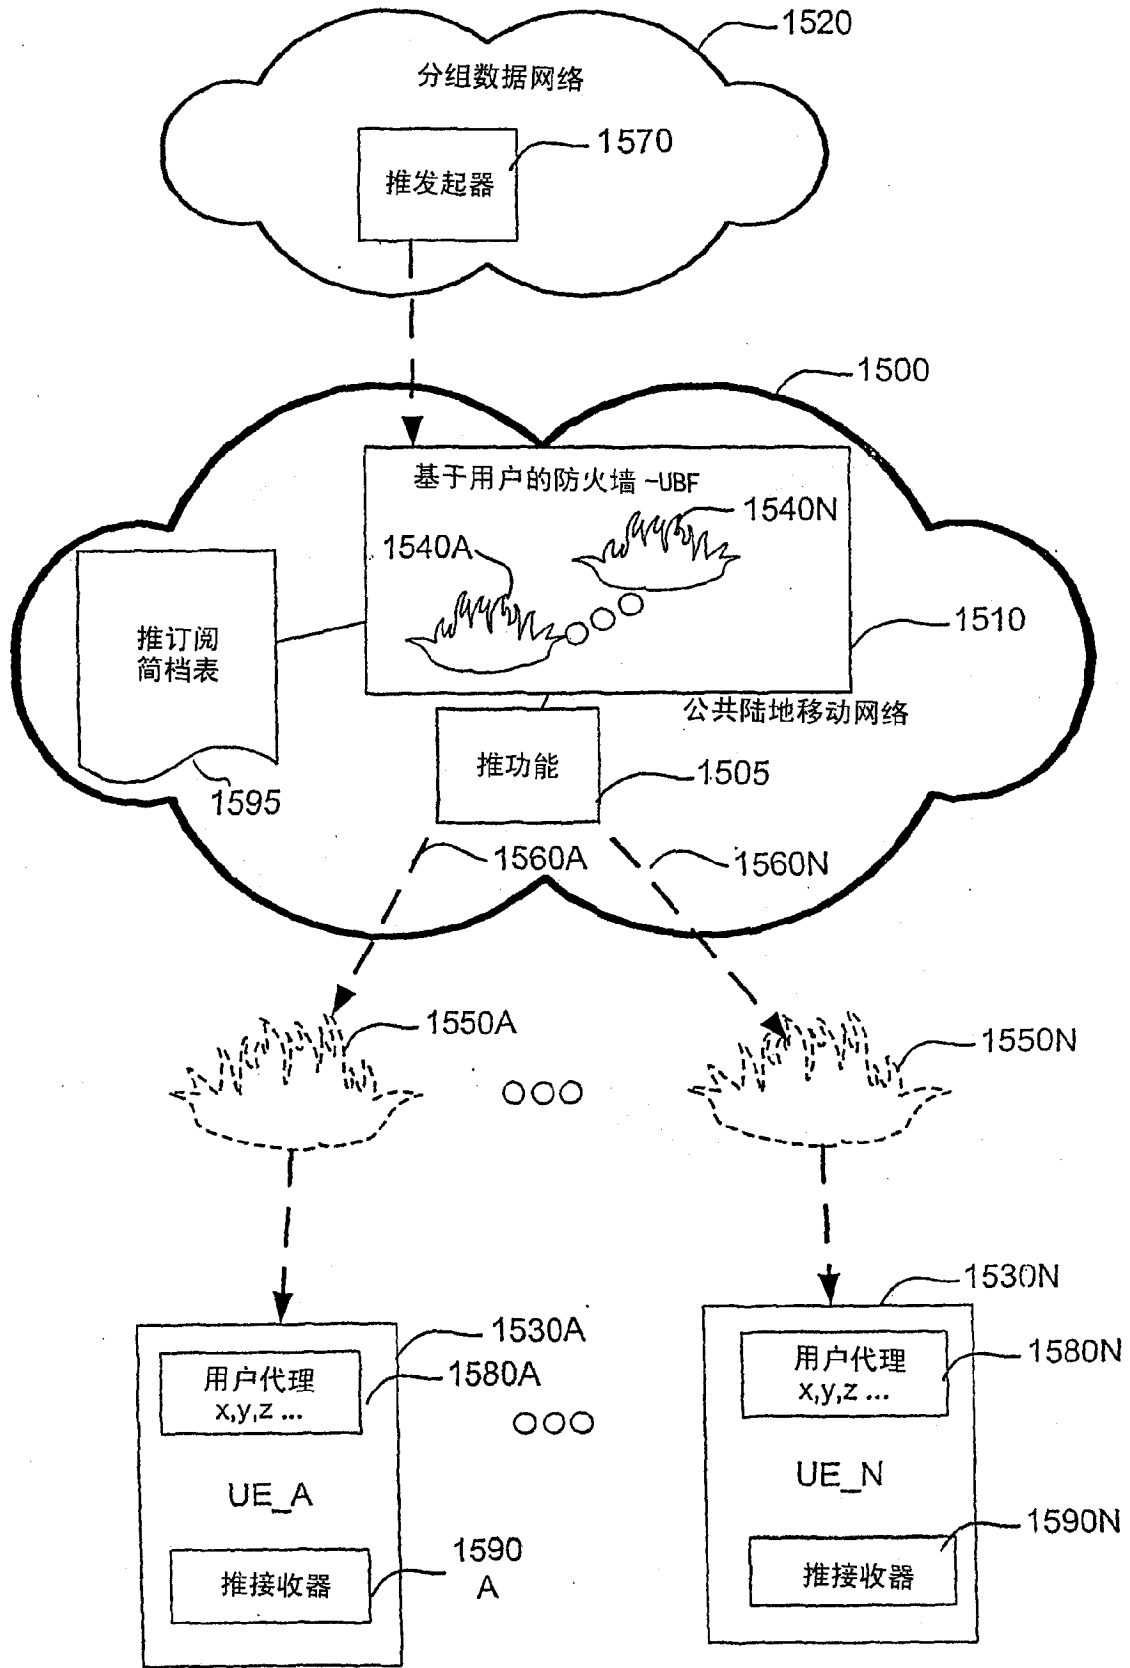 1520
分组数据网络
1570
推发起器
1500
基于用户的防火墙 -UBF
1540N
1540A
1510
推订阅
简档表
公共陆地移动网络
推功能
1505
1595
1560A
1560N
1550A
1550N
1530N
1530A
用户代理
x,y,z ...
1580N
用户代理
x,y,z ...
1580A
UE_N
UE_A
1590N
推接收器
1590
A
推接收器